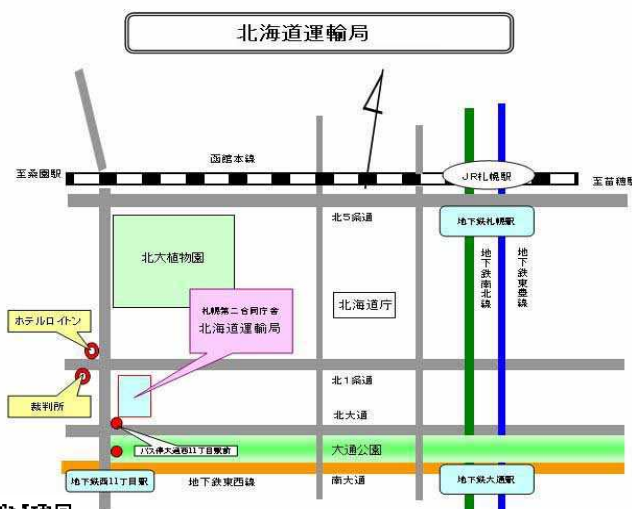 北海道運輸局
函館本線
至桑園駅
JR札幌駅
至苗穂駅
北5条通
地下鉄札幌駅
北大植物園
地下鉄南北線
地下鉄東豊線
札幌第二合同庁舎
北海道運輸局
北海道庁
ホテルロイトン
北1条通
裁判所
北大通
バス停大通西11丁目駅前
大通公園
地下鉄西11丁目駅
地下鉄東西線
南大通
地下鉄大通駅